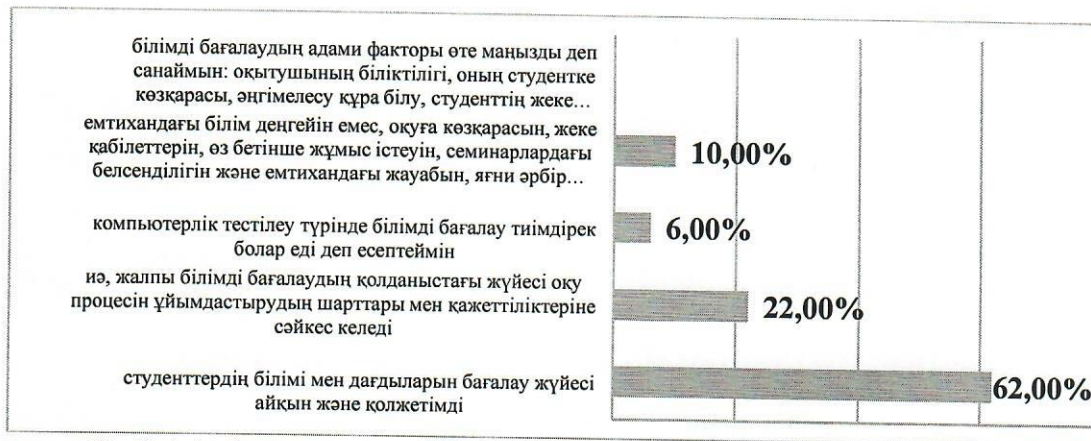 білімді бағалаудың адами факторы өте маңызды деп
санаймын: оқытушының біліктілігі, оның студентке
көзқарасы, әңгімелесу құра білу, студенттің жеке...
емтихандағы білім деңгейін емес, оқуға көзқарасын, жеке
қабілеттерін, өз бетінше жұмыс істеуін, семинарлардағы
белсенділігін және емтихандағы жауабын, яғни әрбір...
10,00%
компьютерлік тестілеу түрінде білімді бағалау тиімдірек
болар еді деп есептеймін
6,00%
иә, жалпы білімді бағалаудың қолданыстағы жүйесі оқу
процесін ұйымдастырудың шарттары мен қажеттіліктеріне
сәйкес келеді
22,00%
студенттердің білімі мен дағдыларын бағалау жүйесі
айқын және қолжетімді
62,00%